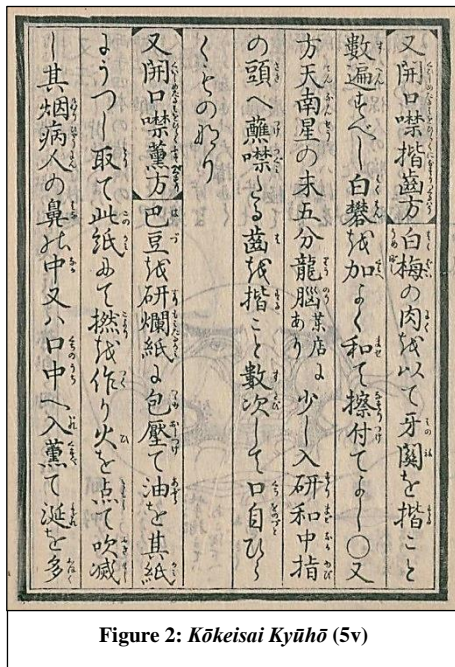 又開口噤揩齒方 白梅の肉を以て牙關を揩こと
數遍すべし白礬を加よく和て擦付てよし〇又
方天南星の末五分龍腦薬店にあり少し入研和中指
の頭へ蘸噤たる齒を揩こと數次して口自ひら
くものなり
又開口噤薫方 巴豆を研爛紙に包壓て油を其紙
にうつし取て此紙にて撚を作り火を点て吹滅
し其烟病人の鼻の中又ハ口中へ入薫て涎を多
Figure 2: Kōkeisai Kyūhō (5v)